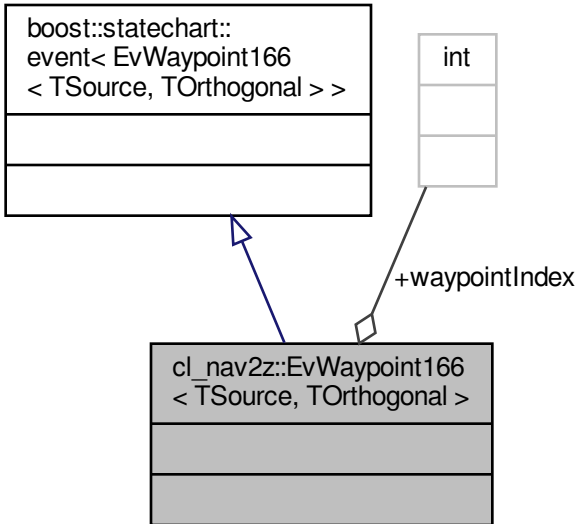 boost::statechart::
event< EvWaypoint166
< TSource, TOrthogonal > >
int
+waypointIndex
cl_nav2z::EvWaypoint166
< TSource, TOrthogonal >